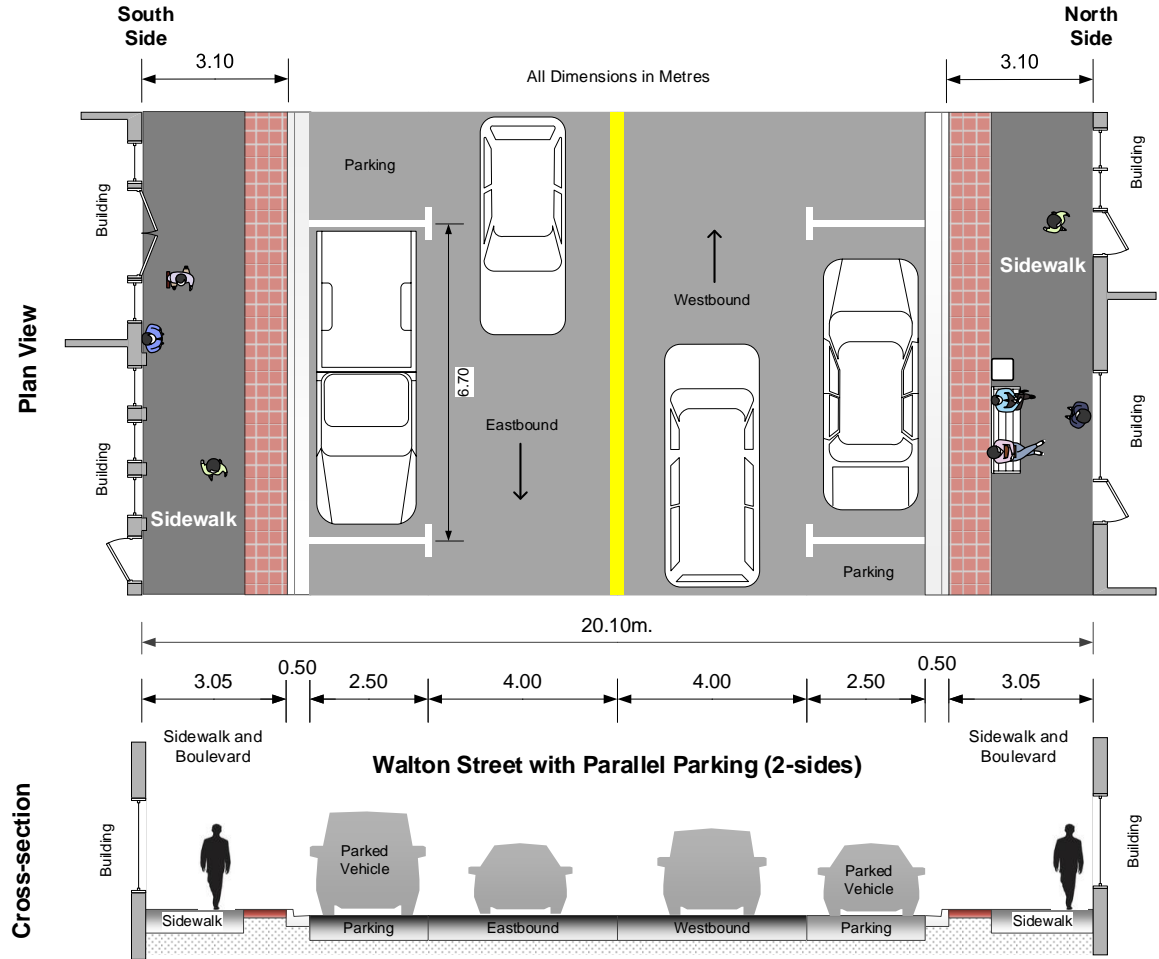 South
Side
North
Side
3.10
3.10
All Dimensions in Metres
Plan View
Building
Building
Parking
6.70
Eastbound
Westbound
Sidewalk
Sidewalk
Parking
Building
Building
20.10m.
0.50
0.50
3.05
2.50
4.00
4.00
2.50
3.05
Sidewalk and
Boulevard
Sidewalk and
Boulevard
Walton Street with Parallel Parking (2-sides)
Cross-section
Building
Parked
Vehicle
Parked
Vehicle
Building
Sidewalk
Parking
Eastbound
Westbound
Parking
Sidewalk